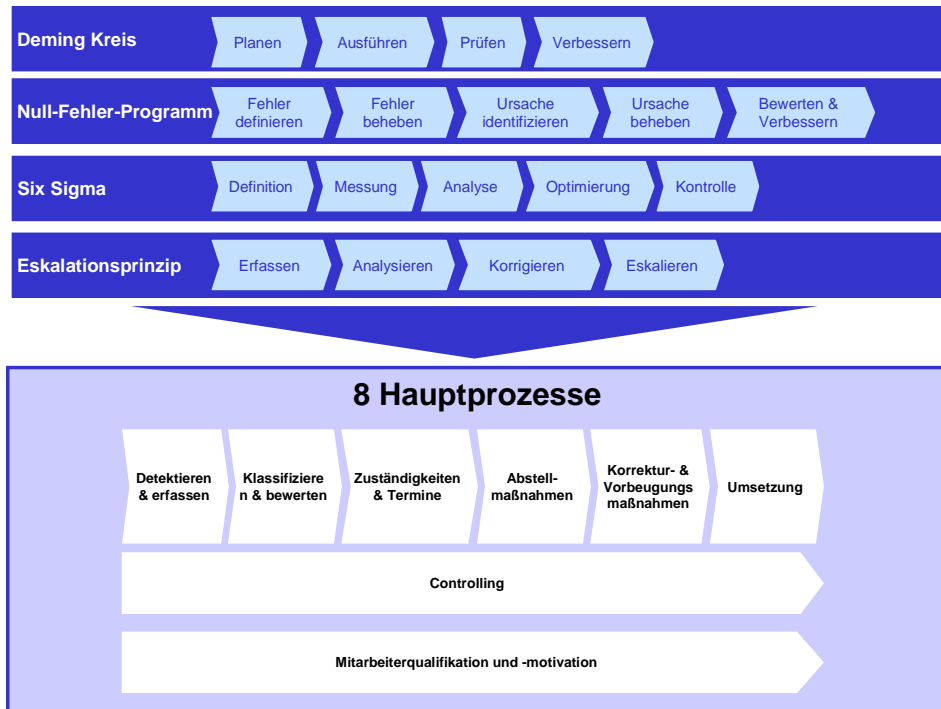 Deming Kreis
Planen
Ausführen
Prüfen
Verbessern
Null-Fehler-Programm
Fehler
definieren
Fehler
beheben
Ursache
identifizieren
Ursache
beheben
Bewerten &
Verbessern
Six Sigma
Definition
Messung
Analyse
Optimierung
Kontrolle
Eskalationsprinzip
Erfassen
Analysieren
Korrigieren
Eskalieren
8 Hauptprozesse
Detektieren
& erfassen
Klassifiziere
n & bewerten
Zuständigkeiten
& Termine
Abstell-
maßnahmen
Korrektur- &
Vorbeugungs
maßnahmen
Umsetzung
Controlling
Mitarbeiterqualifikation und -motivation